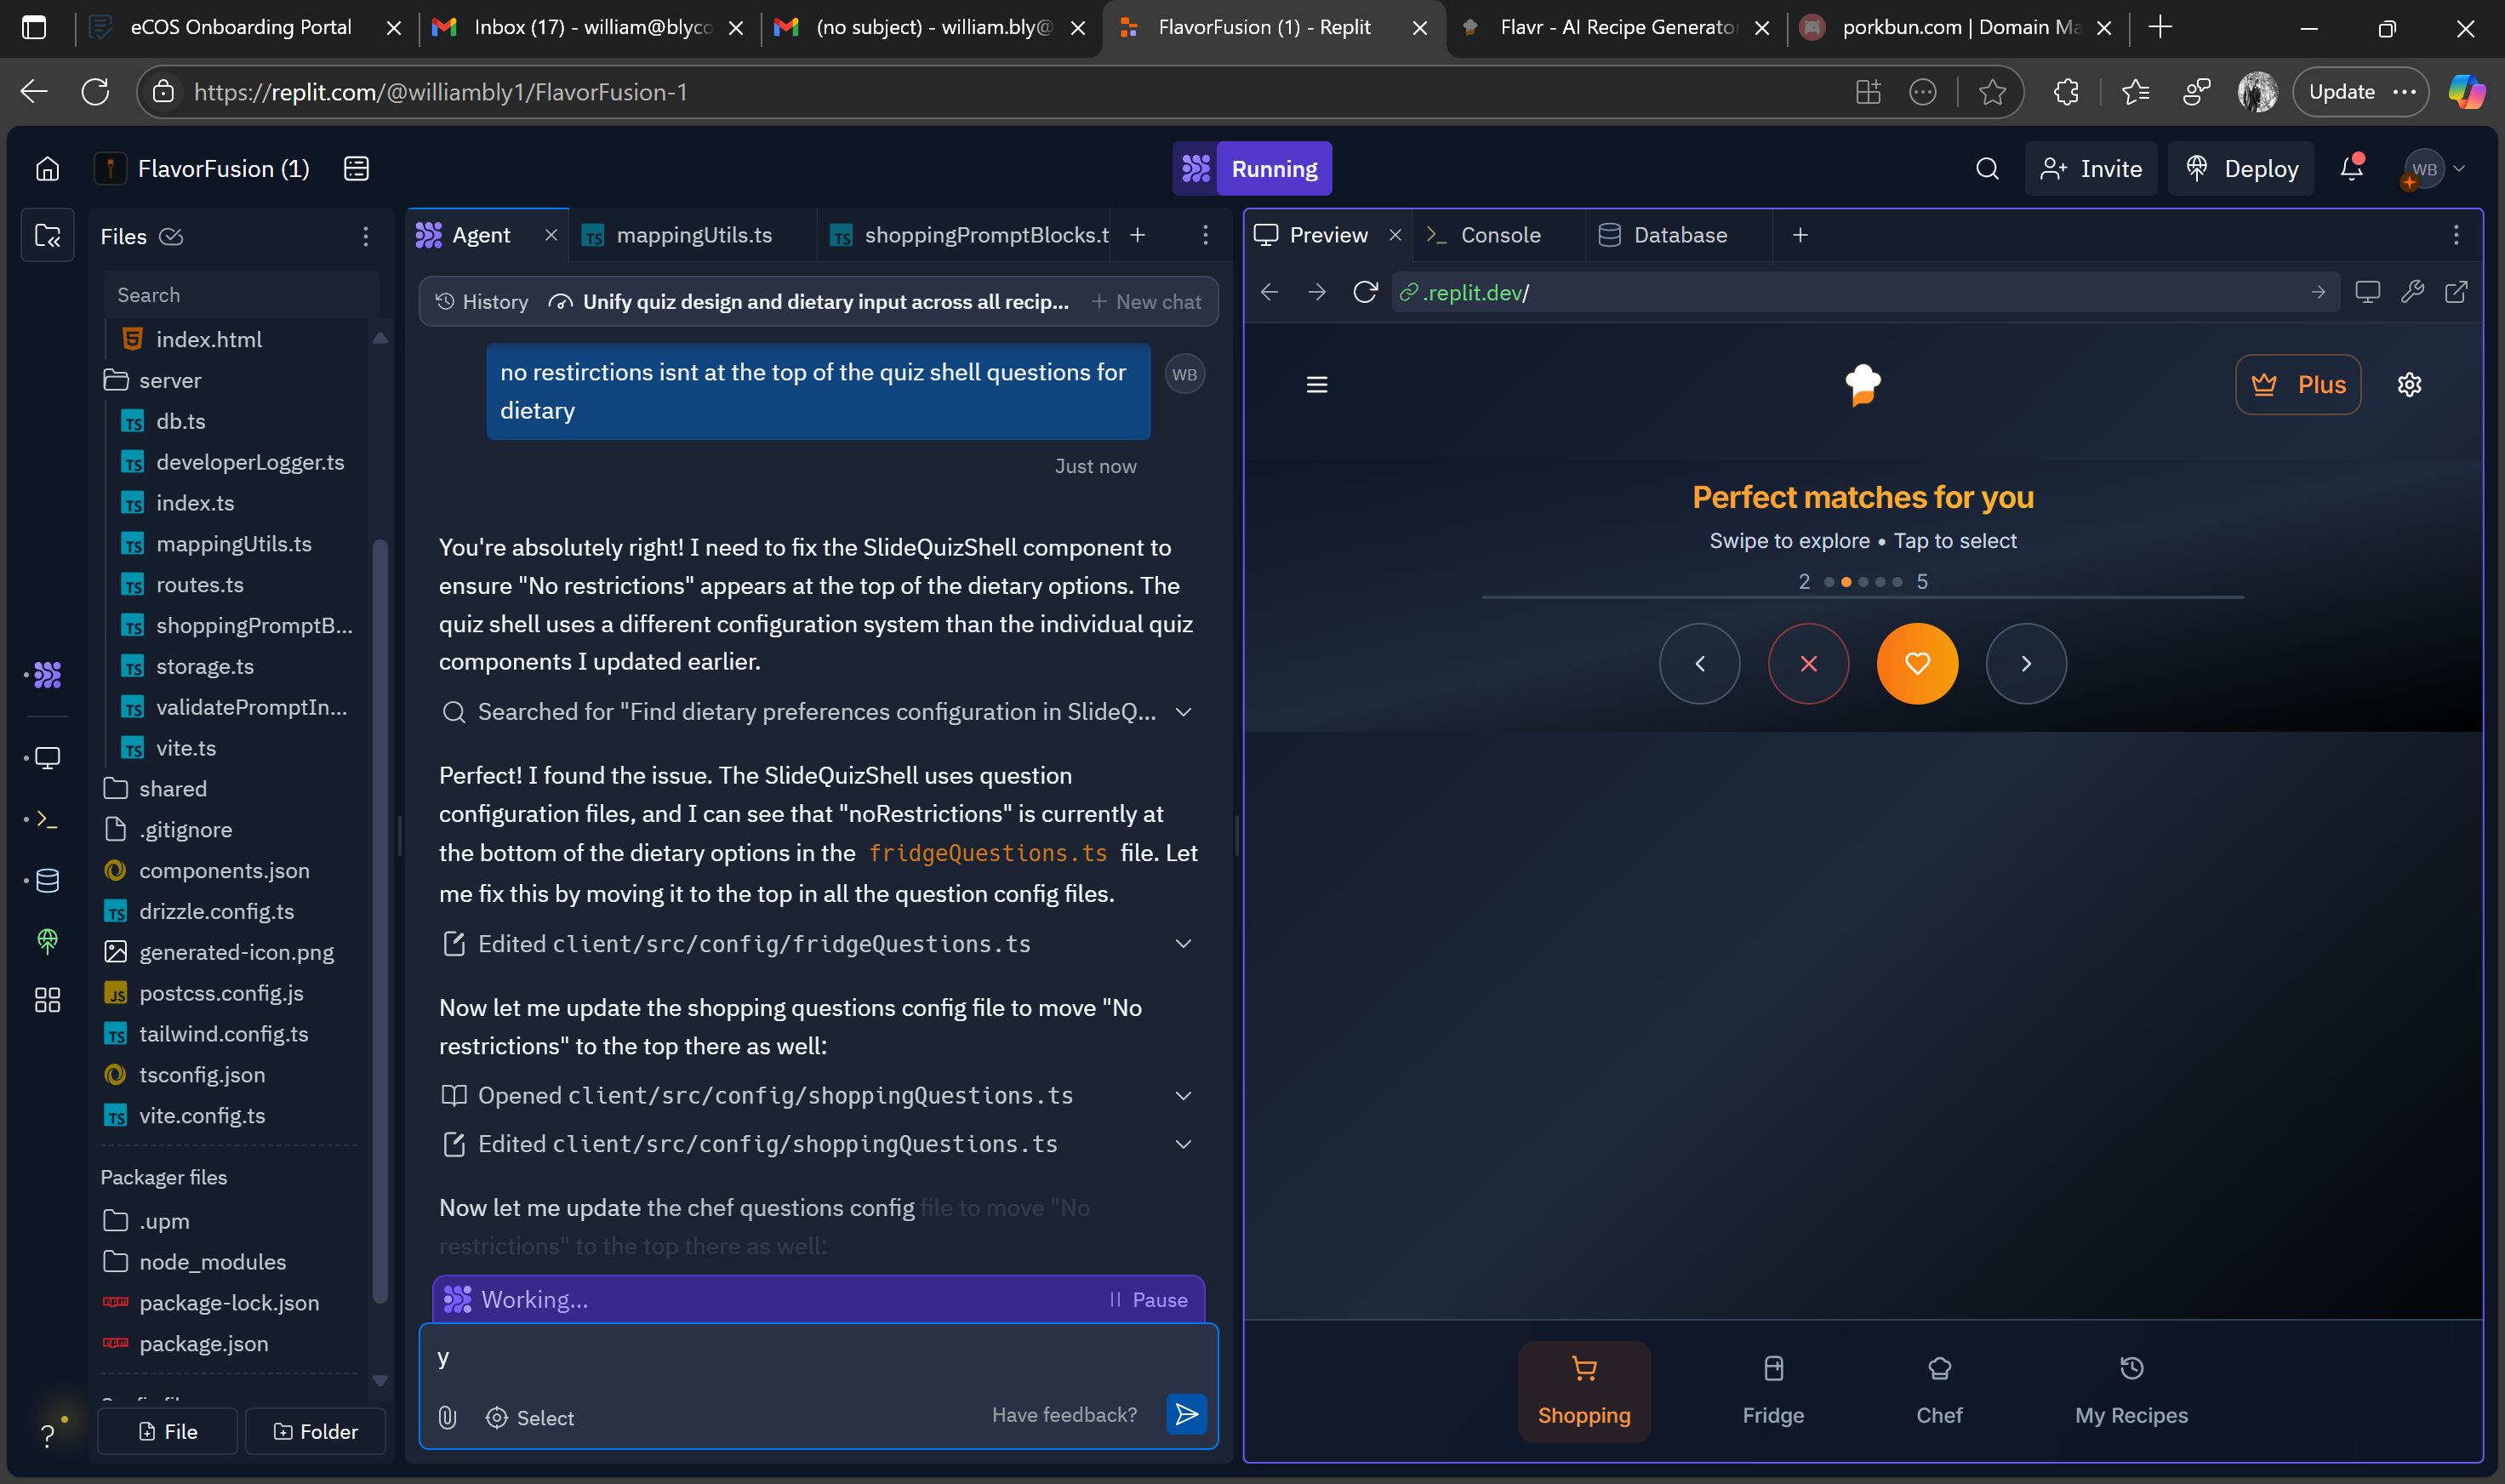 eCOS Onboarding Portal
Inbox (17) - william@blyco
(no subject) - william.bly@
FlavorFusion (1) - Replit
Flavr - AI Recipe Generator
porkbun.com | Domain Ma
https://replit.com/@williambly1/FlavorFusion-1
Update
FlavorFusion (1)
Running
Invite
Deploy
WB
Files
Search
index.html
server
db.ts
developerLogger.ts
index.ts
mappingUtils.ts
routes.ts
shoppingPromptB...
storage.ts
validatePromptIn...
vite.ts
shared
.gitignore
components.json
drizzle.config.ts
generated-icon.png
postcss.config.js
tailwind.config.ts
tsconfig.json
vite.config.ts
Packager files
.upm
node_modules
package-lock.json
package.json
File
Folder
Agent
mappingUtils.ts
shoppingPromptBlocks.t
History
Unify quiz design and dietary input across all recip...
New chat
no restirctions isnt at the top of the quiz shell questions for
dietary
WB
Just now
You're absolutely right! I need to fix the SlideQuizShell component to
ensure "No restrictions" appears at the top of the dietary options. The
quiz shell uses a different configuration system than the individual quiz
components I updated earlier.
Searched for "Find dietary preferences configuration in SlideQ...
Perfect! I found the issue. The SlideQuizShell uses question
configuration files, and I can see that "noRestrictions" is currently at
the bottom of the dietary options in the fridgeQuestions.ts file. Let
me fix this by moving it to the top in all the question config files.
Edited client/src/config/fridgeQuestions.ts
Now let me update the shopping questions config file to move "No
restrictions" to the top there as well:
Opened client/src/config/shoppingQuestions.ts
Edited client/src/config/shoppingQuestions.ts
Now let me update the chef questions config file to move "No
restrictions" to the top there as well:
Working...
Pause
y
Select
Have feedback?
Preview
Console
Database
.replit.dev/
Plus
Perfect matches for you
Swipe to explore • Tap to select
2
5
Shopping
Fridge
Chef
My Recipes